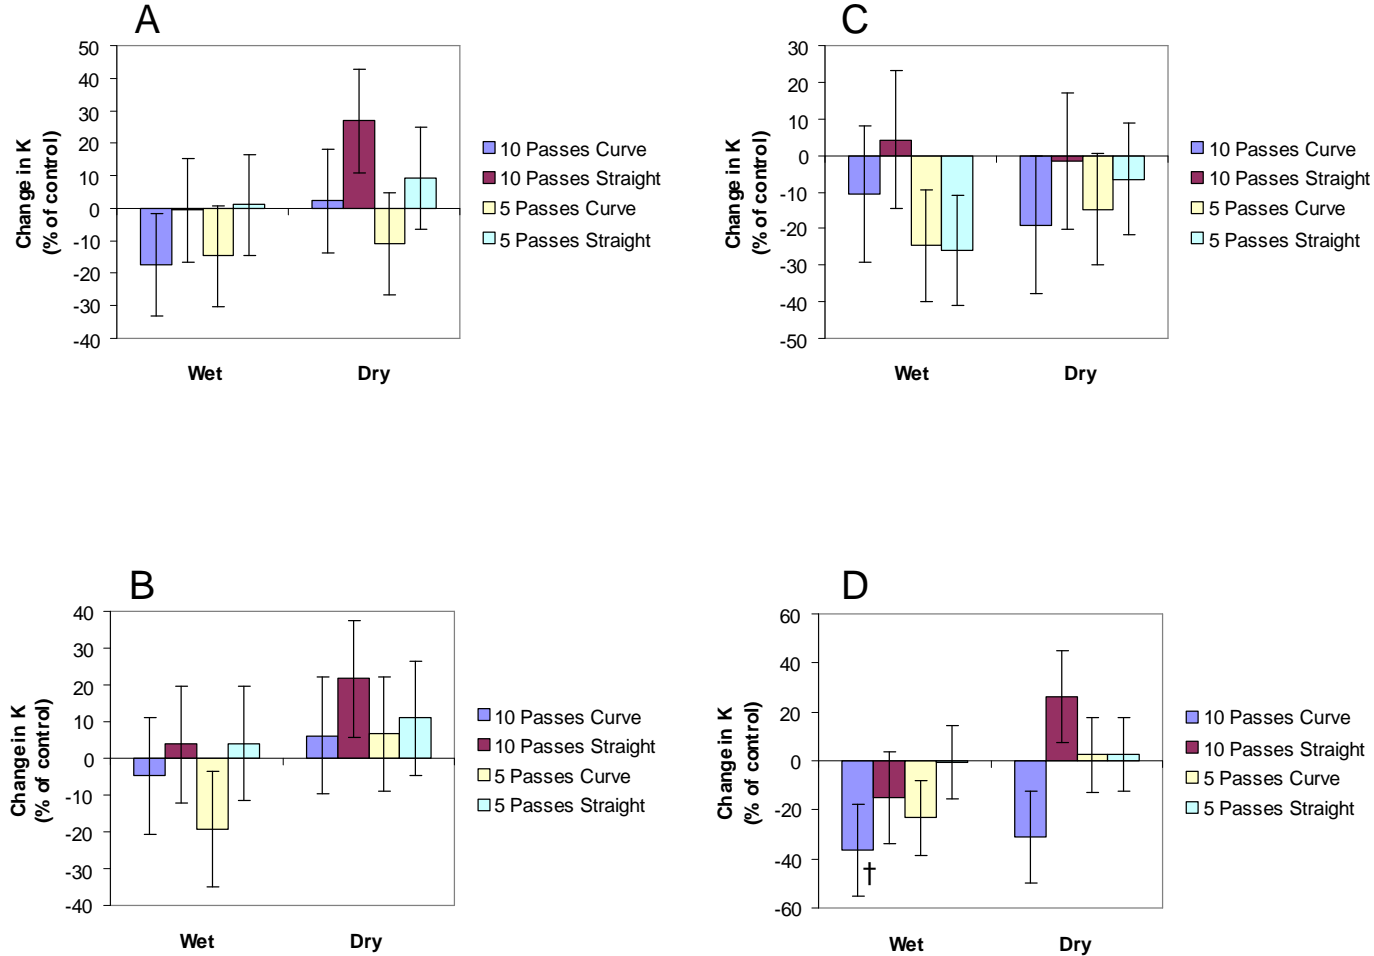 A
50
40
30
20
10
0
-10
-20
-30
-40
Change in K
(% of control)
Wet
Dry
10 Passes Curve
10 Passes Straight
5 Passes Curve
5 Passes Straight
C
30
20
10
0
-10
-20
-30
-40
-50
Change in K
(% of control)
Wet
Dry
10 Passes Curve
10 Passes Straight
5 Passes Curve
5 Passes Straight
B
40
30
20
10
0
-10
-20
-30
-40
Change in K
(% of control)
Wet
Dry
10 Passes Curve
10 Passes Straight
5 Passes Curve
5 Passes Straight
D
60
40
20
0
-20
-40
-60
Change in K
(% of control)
†
Wet
Dry
10 Passes Curve
10 Passes Straight
5 Passes Curve
5 Passes Straight